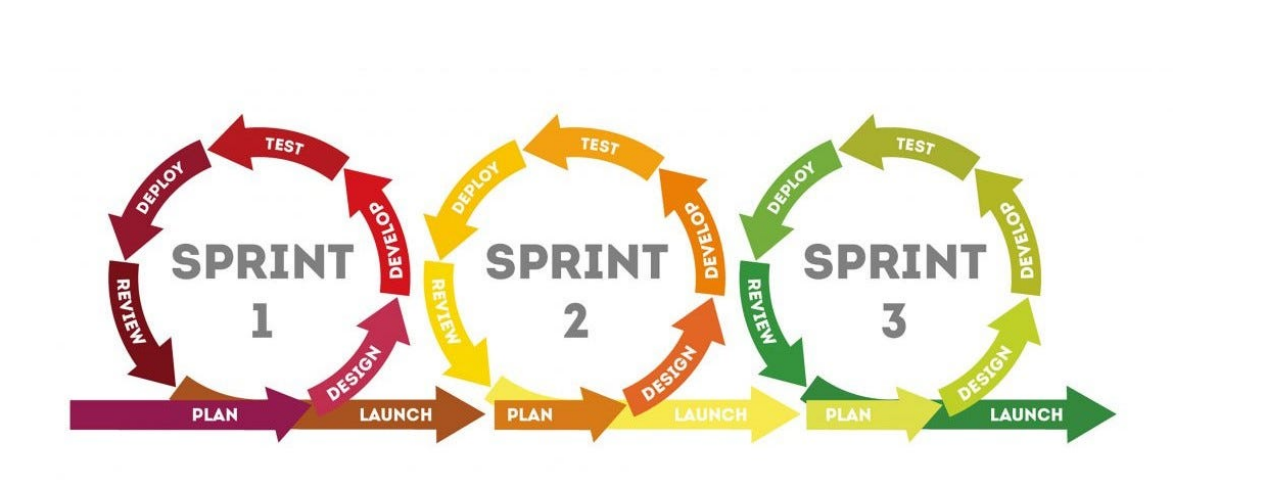 SPRINT
1
PLAN
DESIGN
DEVELOP
TEST
DEPLOY
REVIEW
LAUNCH
SPRINT
2
PLAN
DESIGN
DEVELOP
TEST
DEPLOY
REVIEW
LAUNCH
SPRINT
3
PLAN
DESIGN
DEVELOP
TEST
DEPLOY
REVIEW
LAUNCH